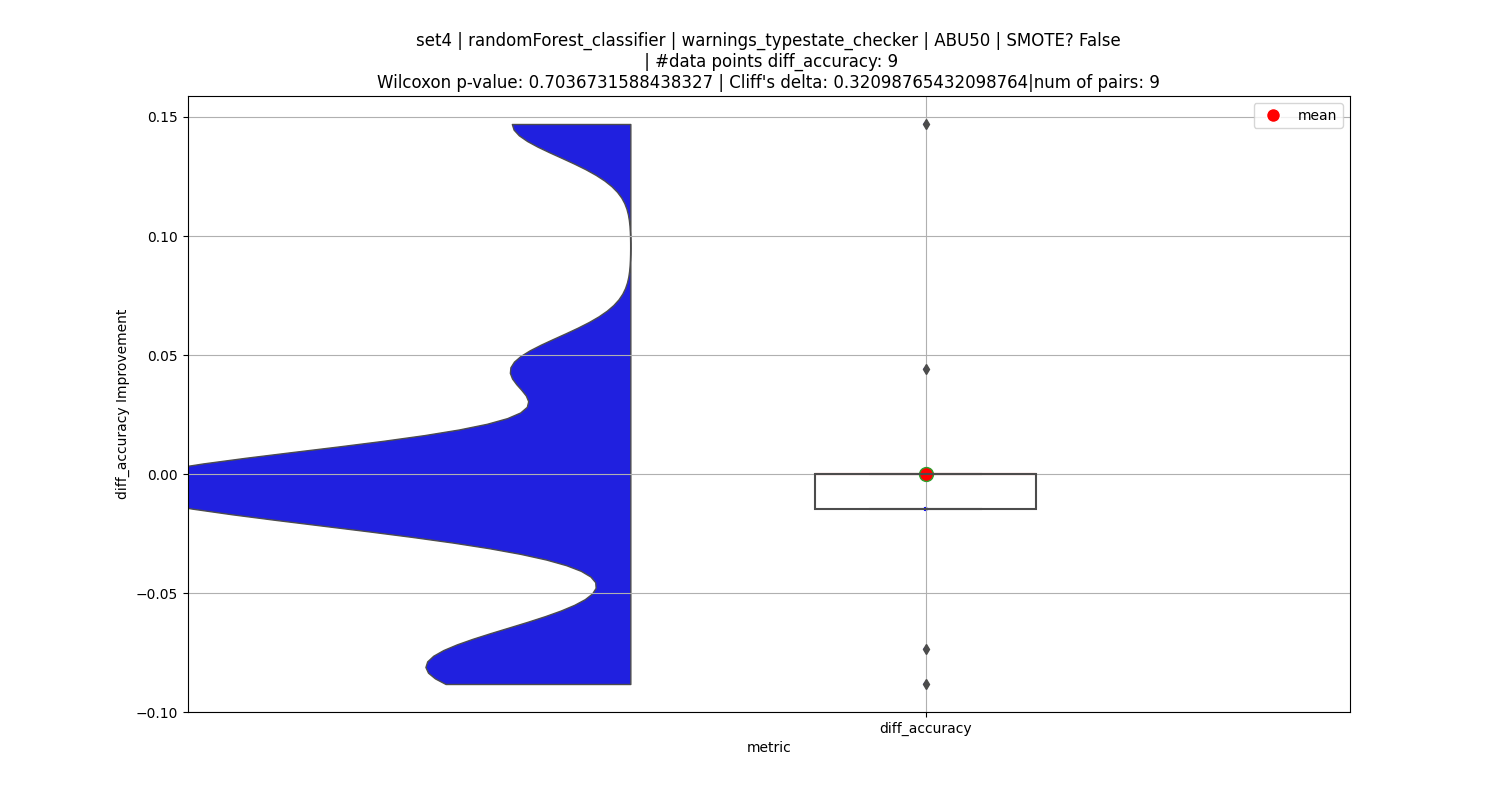 set4 | randomForest_classifier | warnings_typestate_checker | ABU50 | SMOTE? False
| #data points diff_accuracy: 9
Wilcoxon p-value: 0.7036731588438327 | Cliff's delta: 0.32098765432098764|num of pairs: 9
mean
0.15
0.10
0.05
0.00
−0.05
−0.10
diff_accuracy Improvement
diff_accuracy
metric